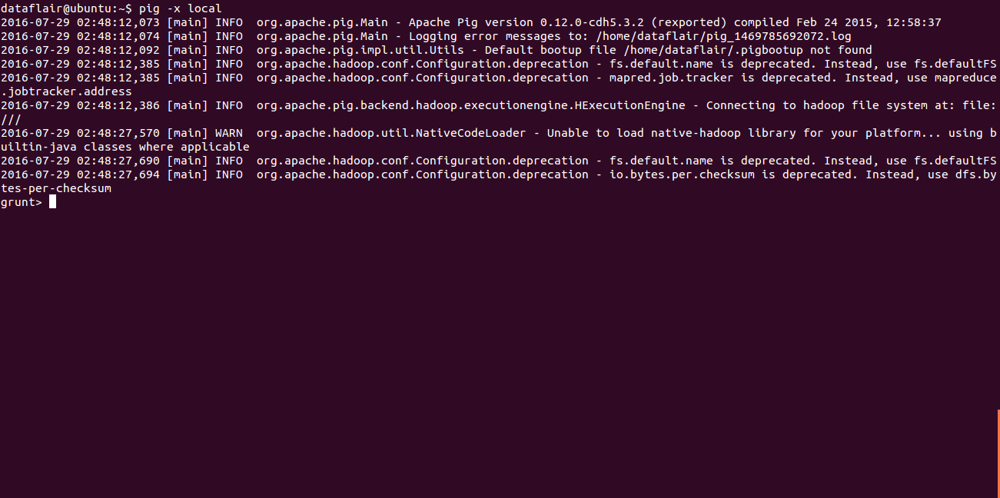 dataflair@ubuntu:~$ pig -x local
2016-07-29 02:48:12,073 [main] INFO  org.apache.pig.Main - Apache Pig version 0.12.0-cdh5.3.2 (rexported) compiled Feb 24 2015, 12:58:37
2016-07-29 02:48:12,074 [main] INFO  org.apache.pig.Main - Logging error messages to: /home/dataflair/pig_1469785692072.log
2016-07-29 02:48:12,092 [main] INFO  org.apache.pig.impl.util.Utils - Default bootup file /home/dataflair/.pigbootup not found
2016-07-29 02:48:12,385 [main] INFO  org.apache.hadoop.conf.Configuration.deprecation - fs.default.name is deprecated. Instead, use fs.defaultFS
2016-07-29 02:48:12,385 [main] INFO  org.apache.hadoop.conf.Configuration.deprecation - mapred.job.tracker is deprecated. Instead, use mapreduce
.jobtracker.address
2016-07-29 02:48:12,386 [main] INFO  org.apache.pig.backend.hadoop.executionengine.HExecutionEngine - Connecting to hadoop file system at: file:
///
2016-07-29 02:48:27,570 [main] WARN  org.apache.hadoop.util.NativeCodeLoader - Unable to load native-hadoop library for your platform... using b
uiltin-java classes where applicable
2016-07-29 02:48:27,690 [main] INFO  org.apache.hadoop.conf.Configuration.deprecation - fs.default.name is deprecated. Instead, use fs.defaultFS
2016-07-29 02:48:27,694 [main] INFO  org.apache.hadoop.conf.Configuration.deprecation - io.bytes.per.checksum is deprecated. Instead, use dfs.by
tes-per-checksum
grunt>